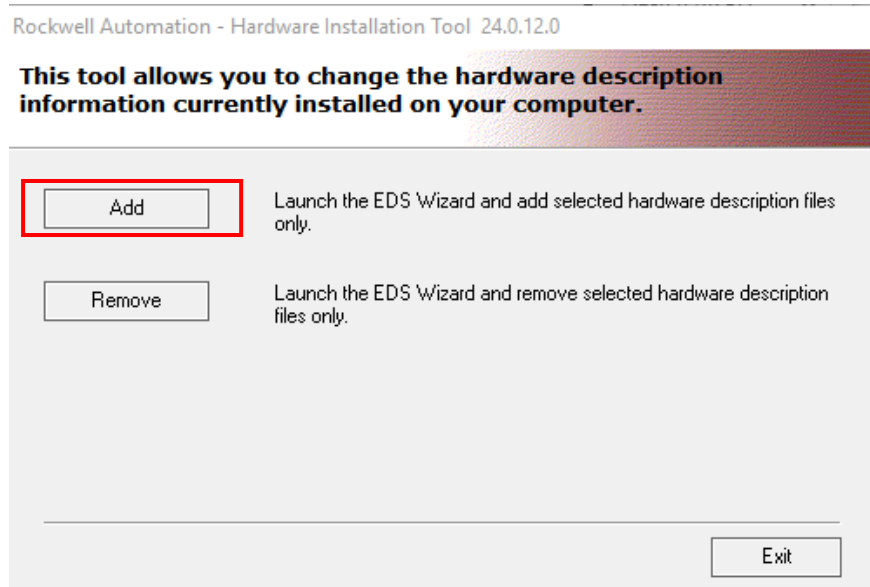 Rockwell Automation - Hardware Installation Tool 24.0.12.0
This tool allows you to change the hardware description
information currently installed on your computer.
Add
Launch the EDS Wizard and add selected hardware description files
only.
Remove
Launch the EDS Wizard and remove selected hardware description
files only.
Exit